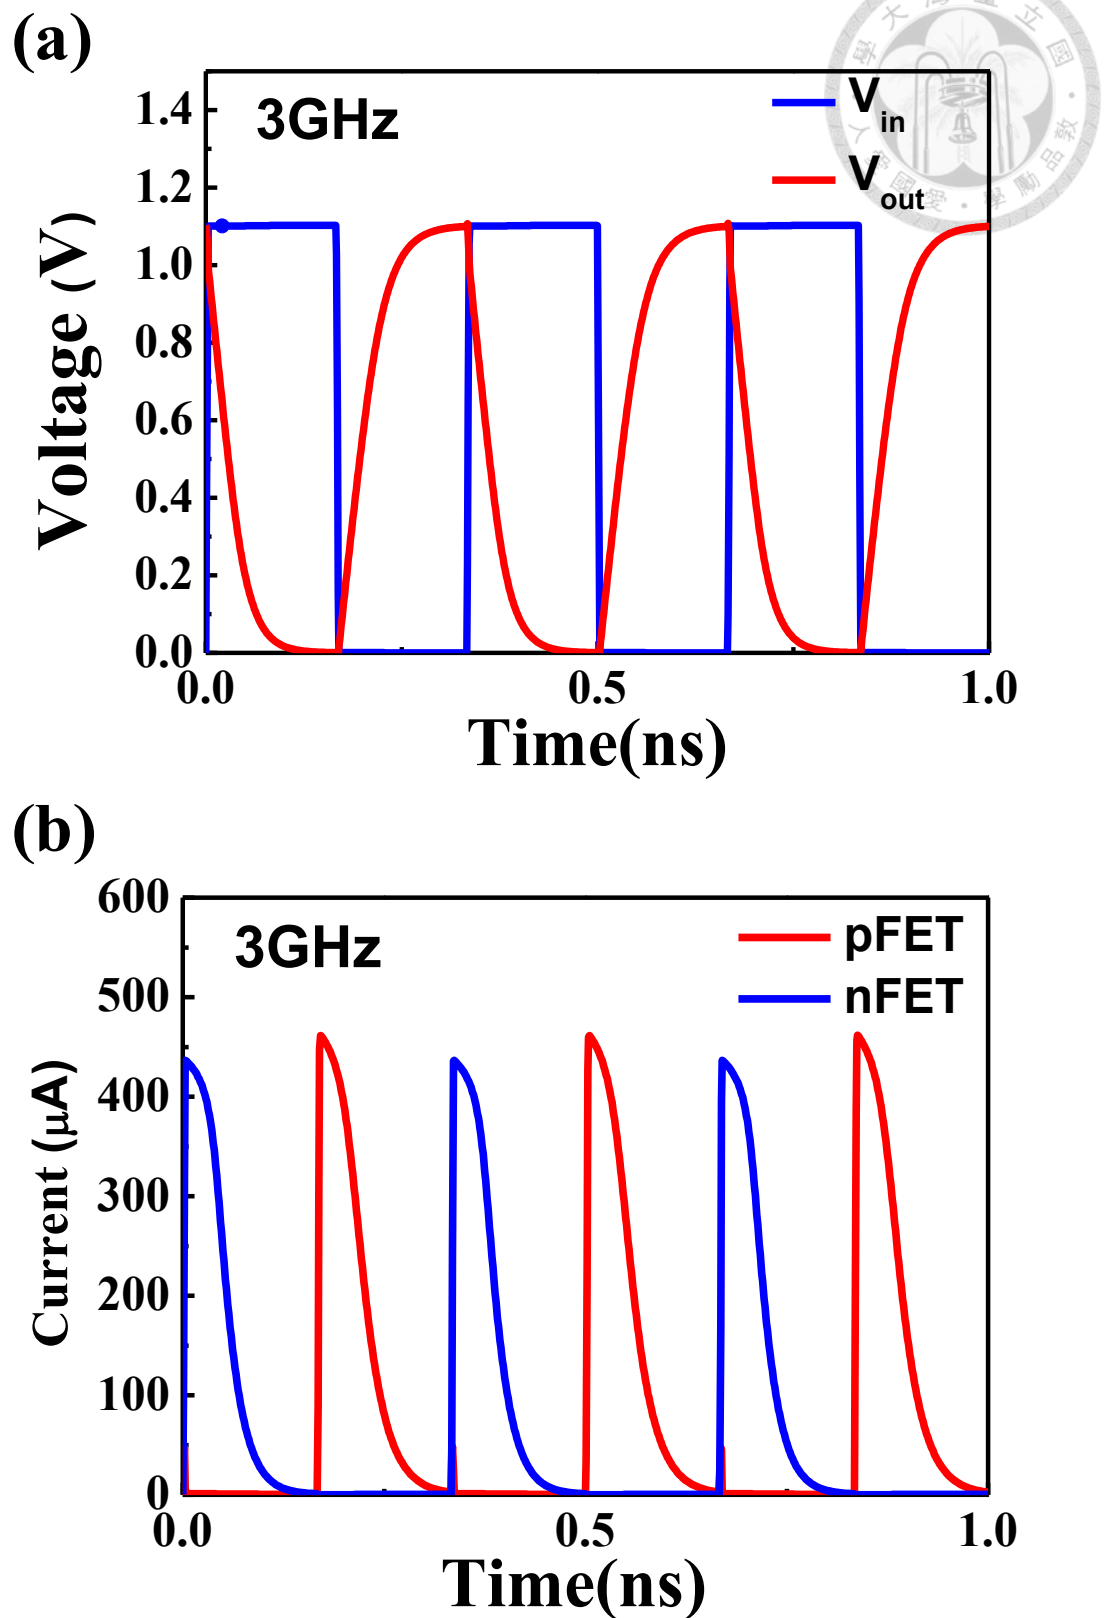 (a)
3GHz
V_in
V_out
1.4
1.2
1.0
0.8
0.6
0.4
0.2
0.0
Voltage (V)
0.0 0.5 1.0
Time(ns)
(b)
3GHz
pFET
nFET
600
500
400
300
200
100
0
Current (μA)
0.0 0.5 1.0
Time(ns)